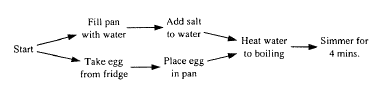 Fill pan
with water
Add salt
to water
Start
Heat water
to boiling
Simmer for
4 mins.
Take egg
from fridge
Place egg
in pan